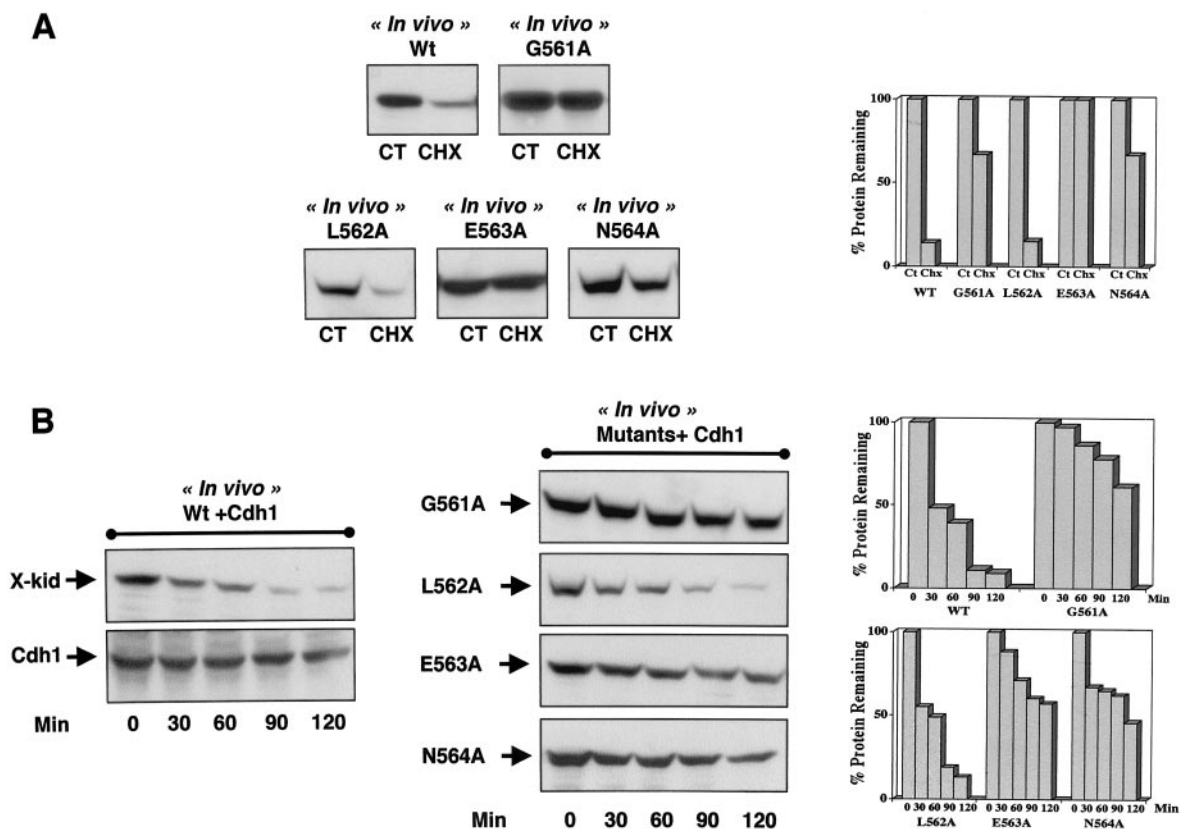 A
« In vivo »
Wt
« In vivo »
G561A
CT CHX
CT CHX
« In vivo »
L562A
« In vivo »
E563A
« In vivo »
N564A
CT CHX
CT CHX
CT CHX
% Protein Remaining
100
50
0
Ct Chx Ct Chx Ct Chx Ct Chx Ct Chx
WT G561A L562A E563A N564A
B
« In vivo »
Wt +Cdh1
X-kid
Cdh1
Min 0 30 60 90 120
« In vivo »
Mutants+ Cdh1
G561A
L562A
E563A
N564A
Min 0 30 60 90 120
% Protein Remaining
100
50
0
0 30 60 90 120 0 30 60 90 120 Min
WT G561A
% Protein Remaining
100
50
0
0 30 60 90 120 0 30 60 90 120 0 30 60 90 120 Min
L562A E563A N564A